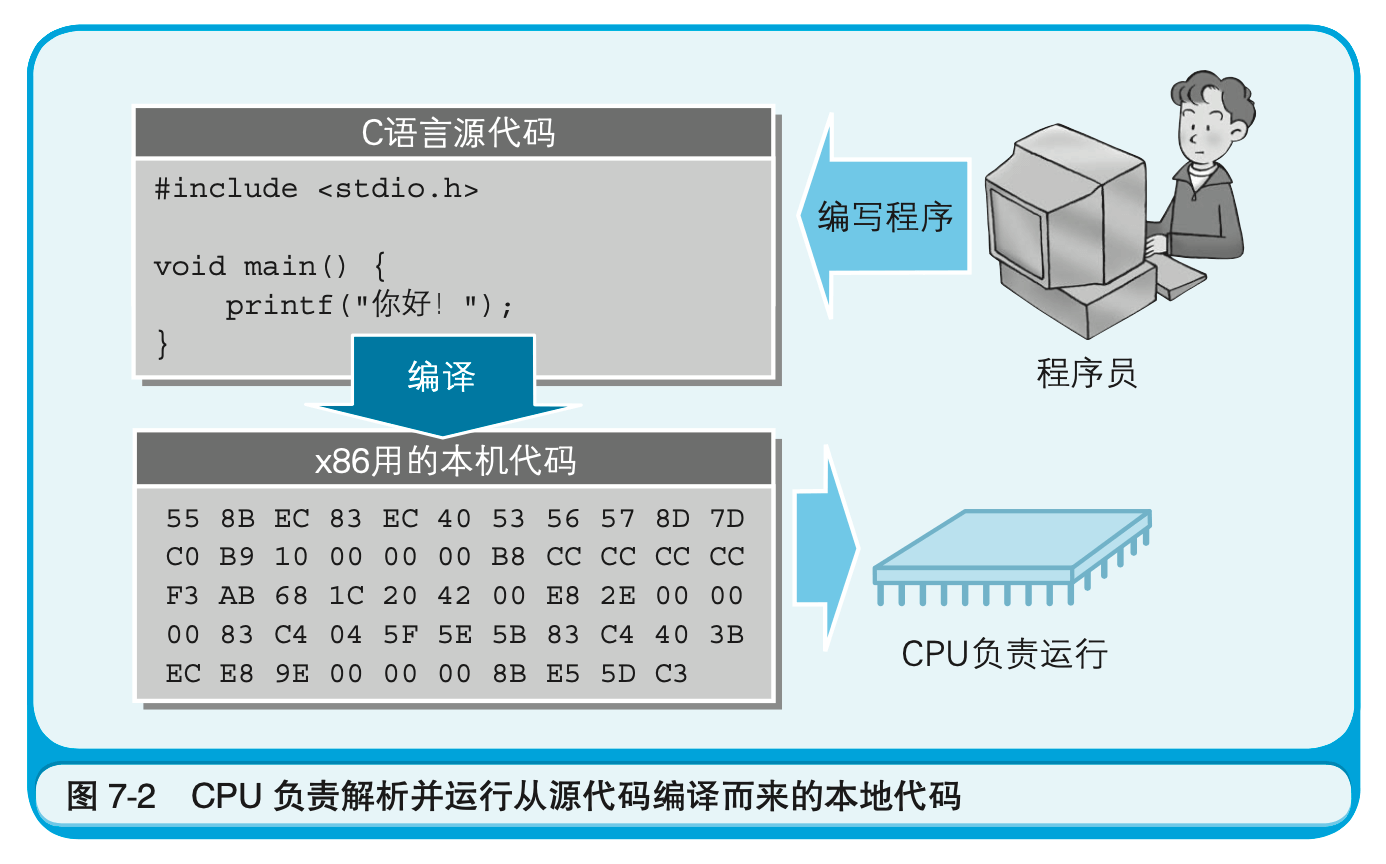 C语言源代码
#include <stdio.h>
void main() {
    printf("你好！");
}
编写程序
程序员
编译
x86用的本机代码
55 8B EC 83 EC 40 53 56 57 8D 7D
C0 B9 10 00 00 00 B8 CC CC CC CC
F3 AB 68 1C 20 42 00 E8 2E 00 00
00 83 C4 04 5F 5E 5B 83 C4 40 3B
EC E8 9E 00 00 00 8B E5 5D C3
CPU负责运行
图 7-2 CPU 负责解析并运行从源代码编译而来的本地代码